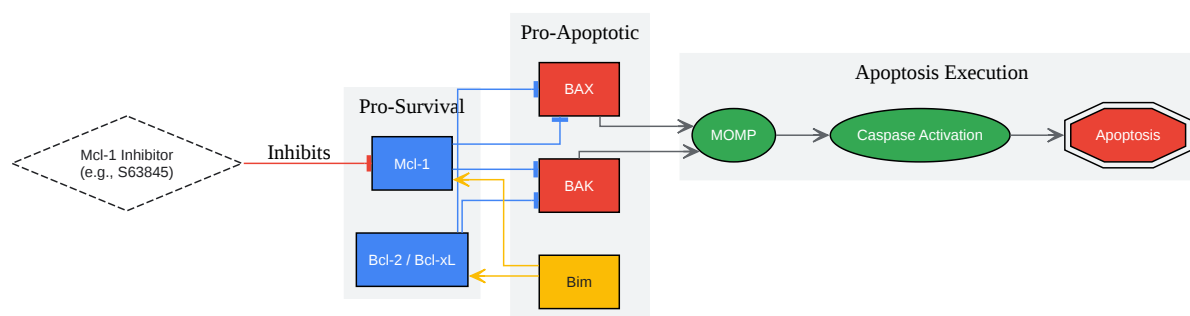 Pro-Apoptotic
Apoptosis Execution
Pro-Survival
BAX
MOMP
Caspase Activation
Apoptosis
Mcl-1 Inhibitor
(e.g., S63845)
Inhibits
Mcl-1
BAK
Bcl-2 / Bcl-xL
Bim